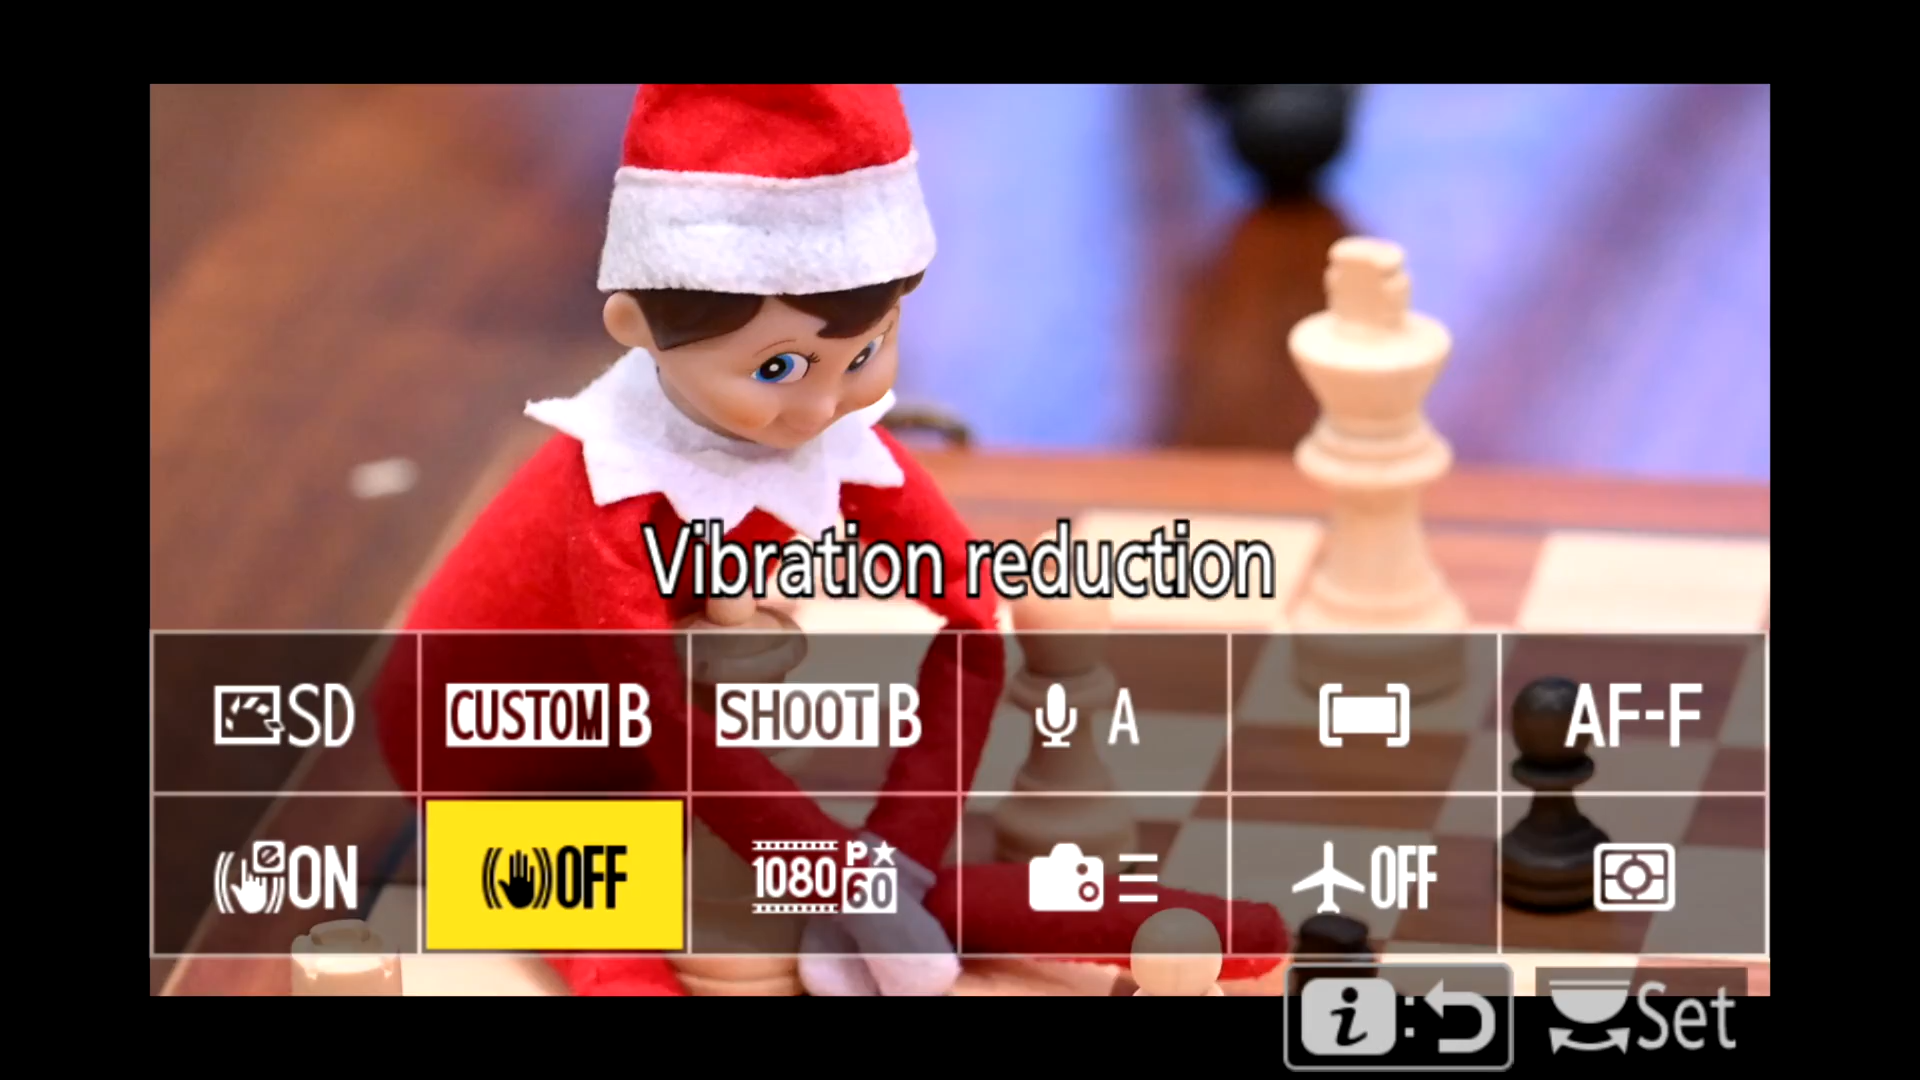 Vibration reduction
SD CUSTOM B SHOOT B A AF-F
e ON OFF 1080 P★ 60 OFF
i : Set